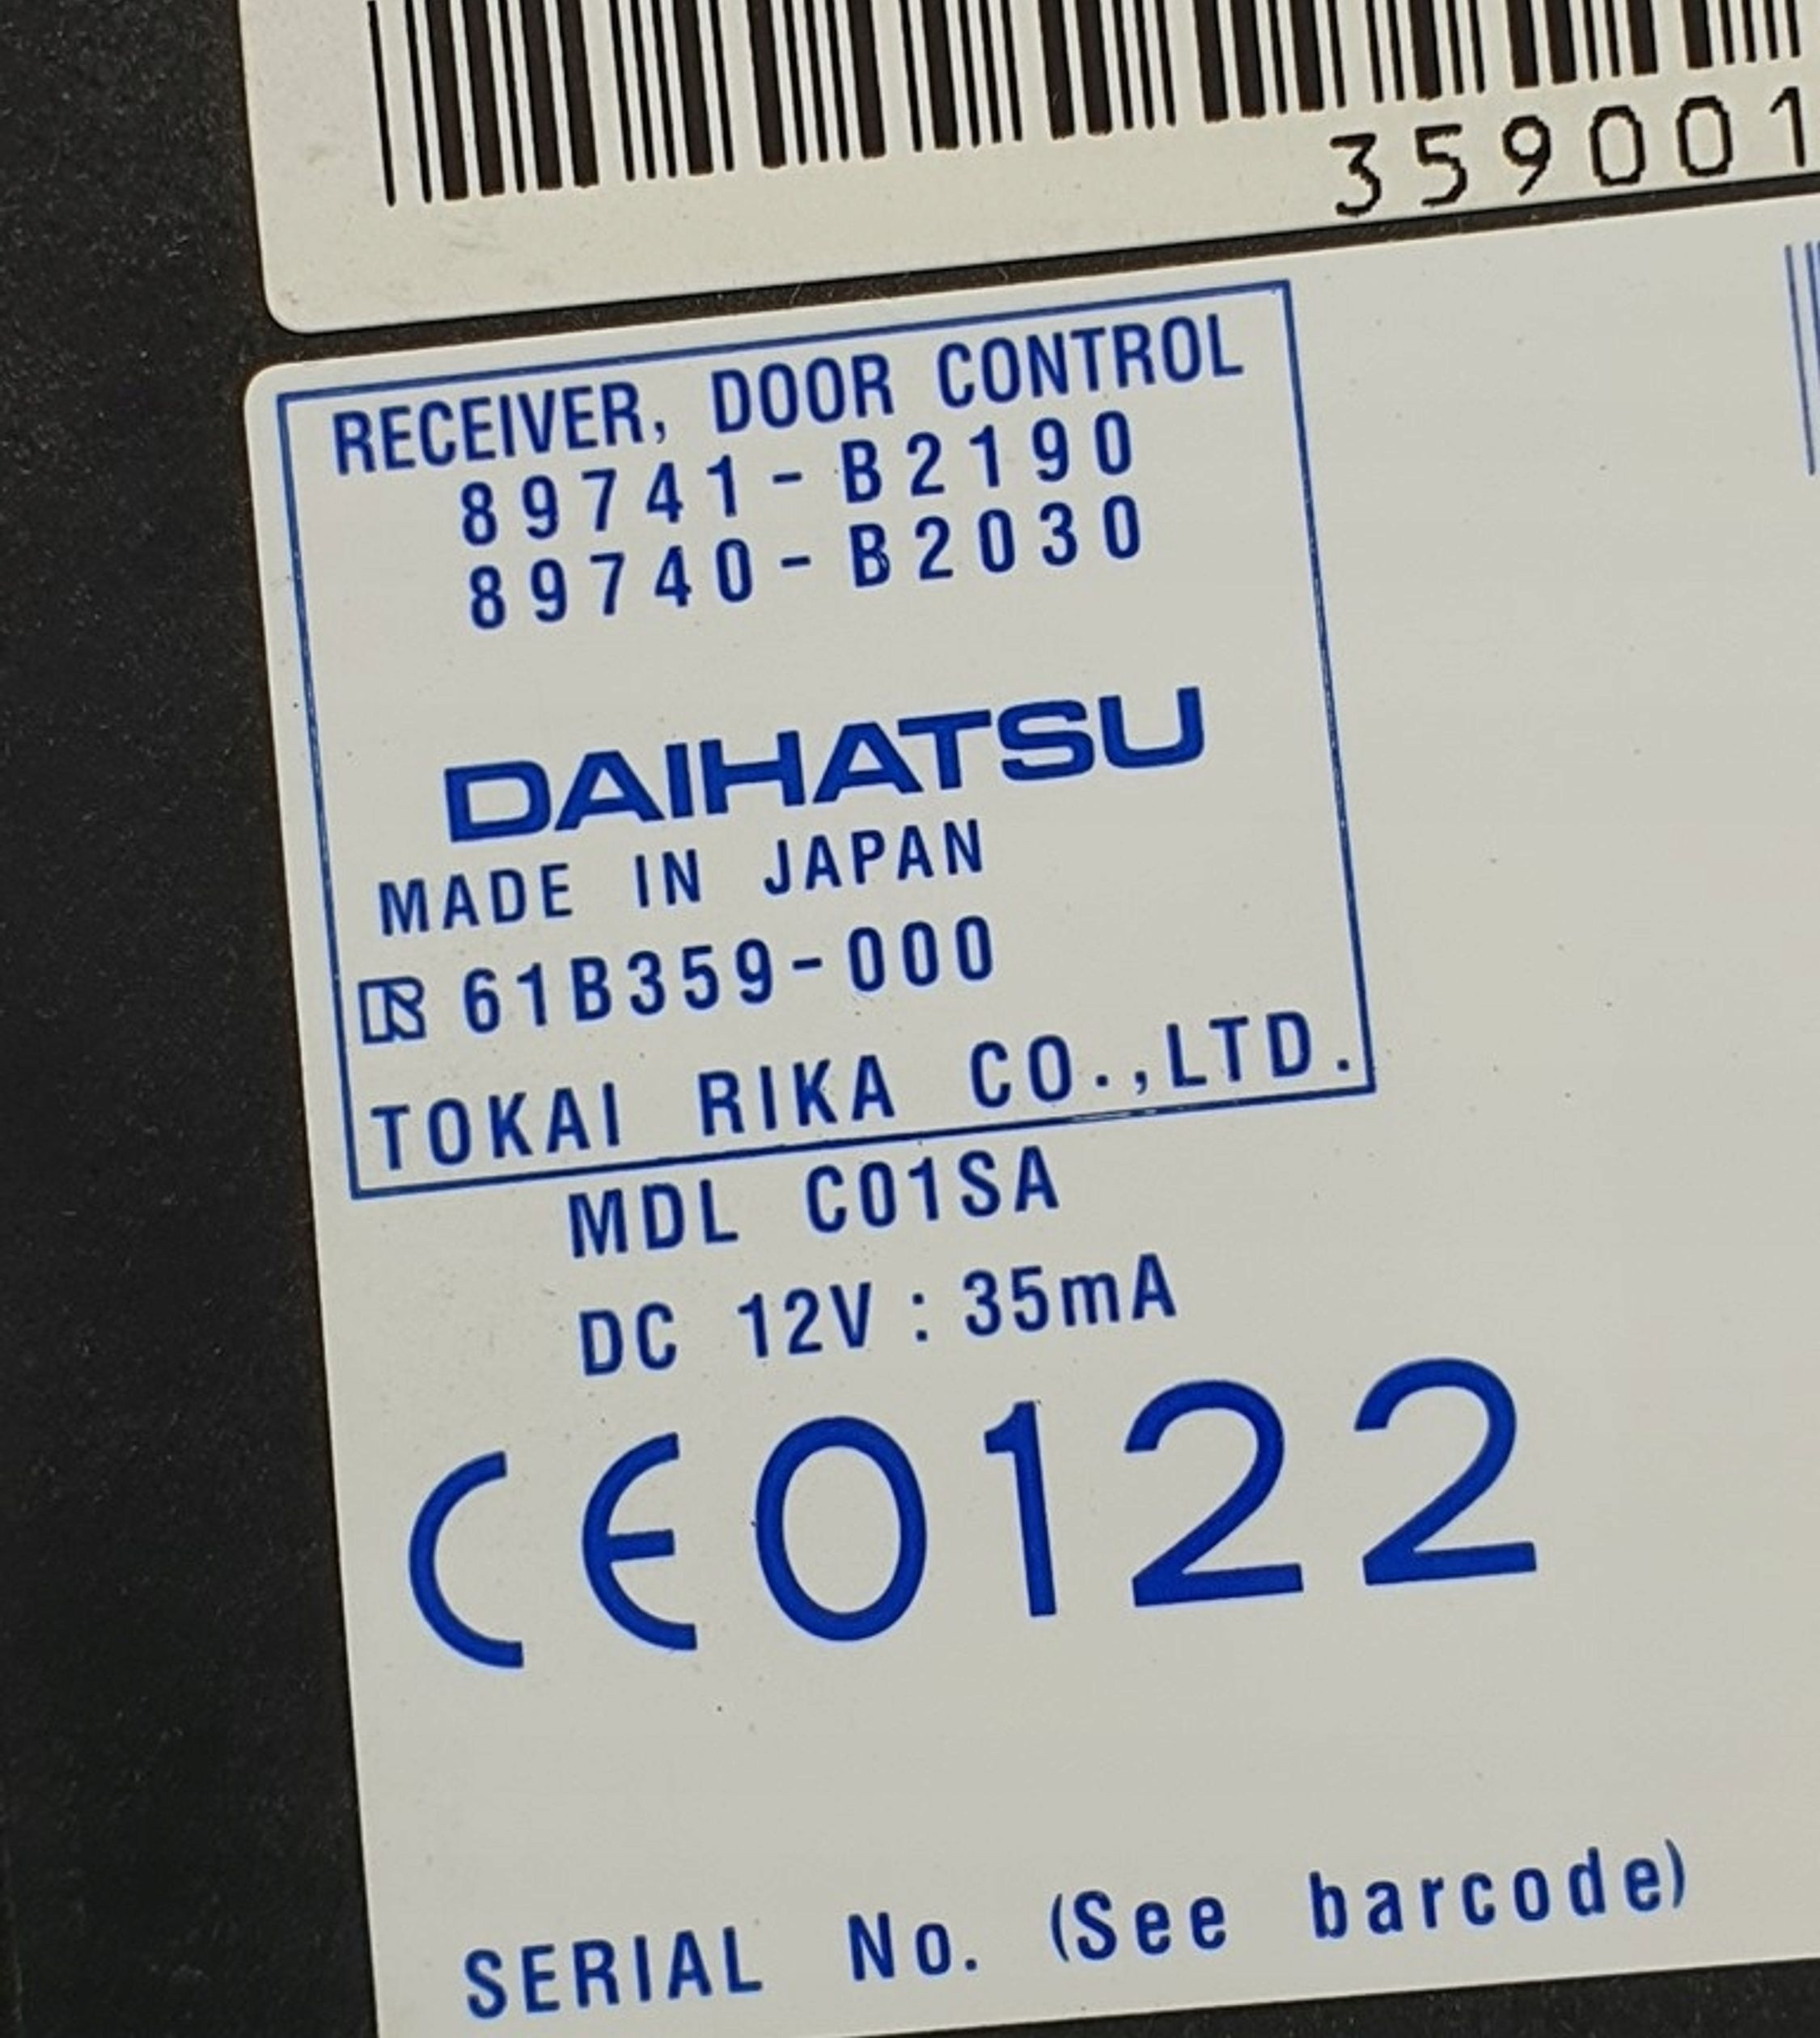 359001
RECEIVER, DOOR CONTROL
89741-B2190
89740-B2030
DAIHATSU
MADE IN JAPAN
61B359-000
TOKAI RIKA CO.,LTD.
MDL C01SA
DC 12V : 35mA
CE0122
SERIAL No. (See barcode)